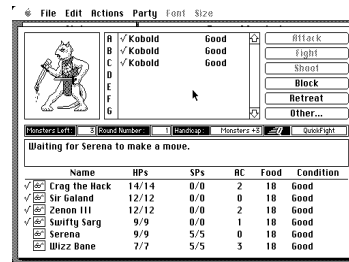 File Edit Actions Party Font Size
A ✓ Kobold Good
B ✓ Kobold Good
C ✓ Kobold Good
D
E
F
G
Attack
Fight
Shoot
Block
Retreat
Other...
Monsters Left: 3 Round Number: 1 Handicap: Monsters +3 QuickFight
Waiting for Serena to make a move.
Name HPs SPs AC Food Condition
✓ Crag the Hack 14/14 0/0 2 18 Good
✓ Sir Galand 12/12 0/0 0 18 Good
✓ Zenon III 12/12 0/0 2 18 Good
✓ Swifty Sarg 9/9 0/0 1 18 Good
Serena 9/9 5/5 0 18 Good
Wizz Bane 7/7 5/5 3 18 Good